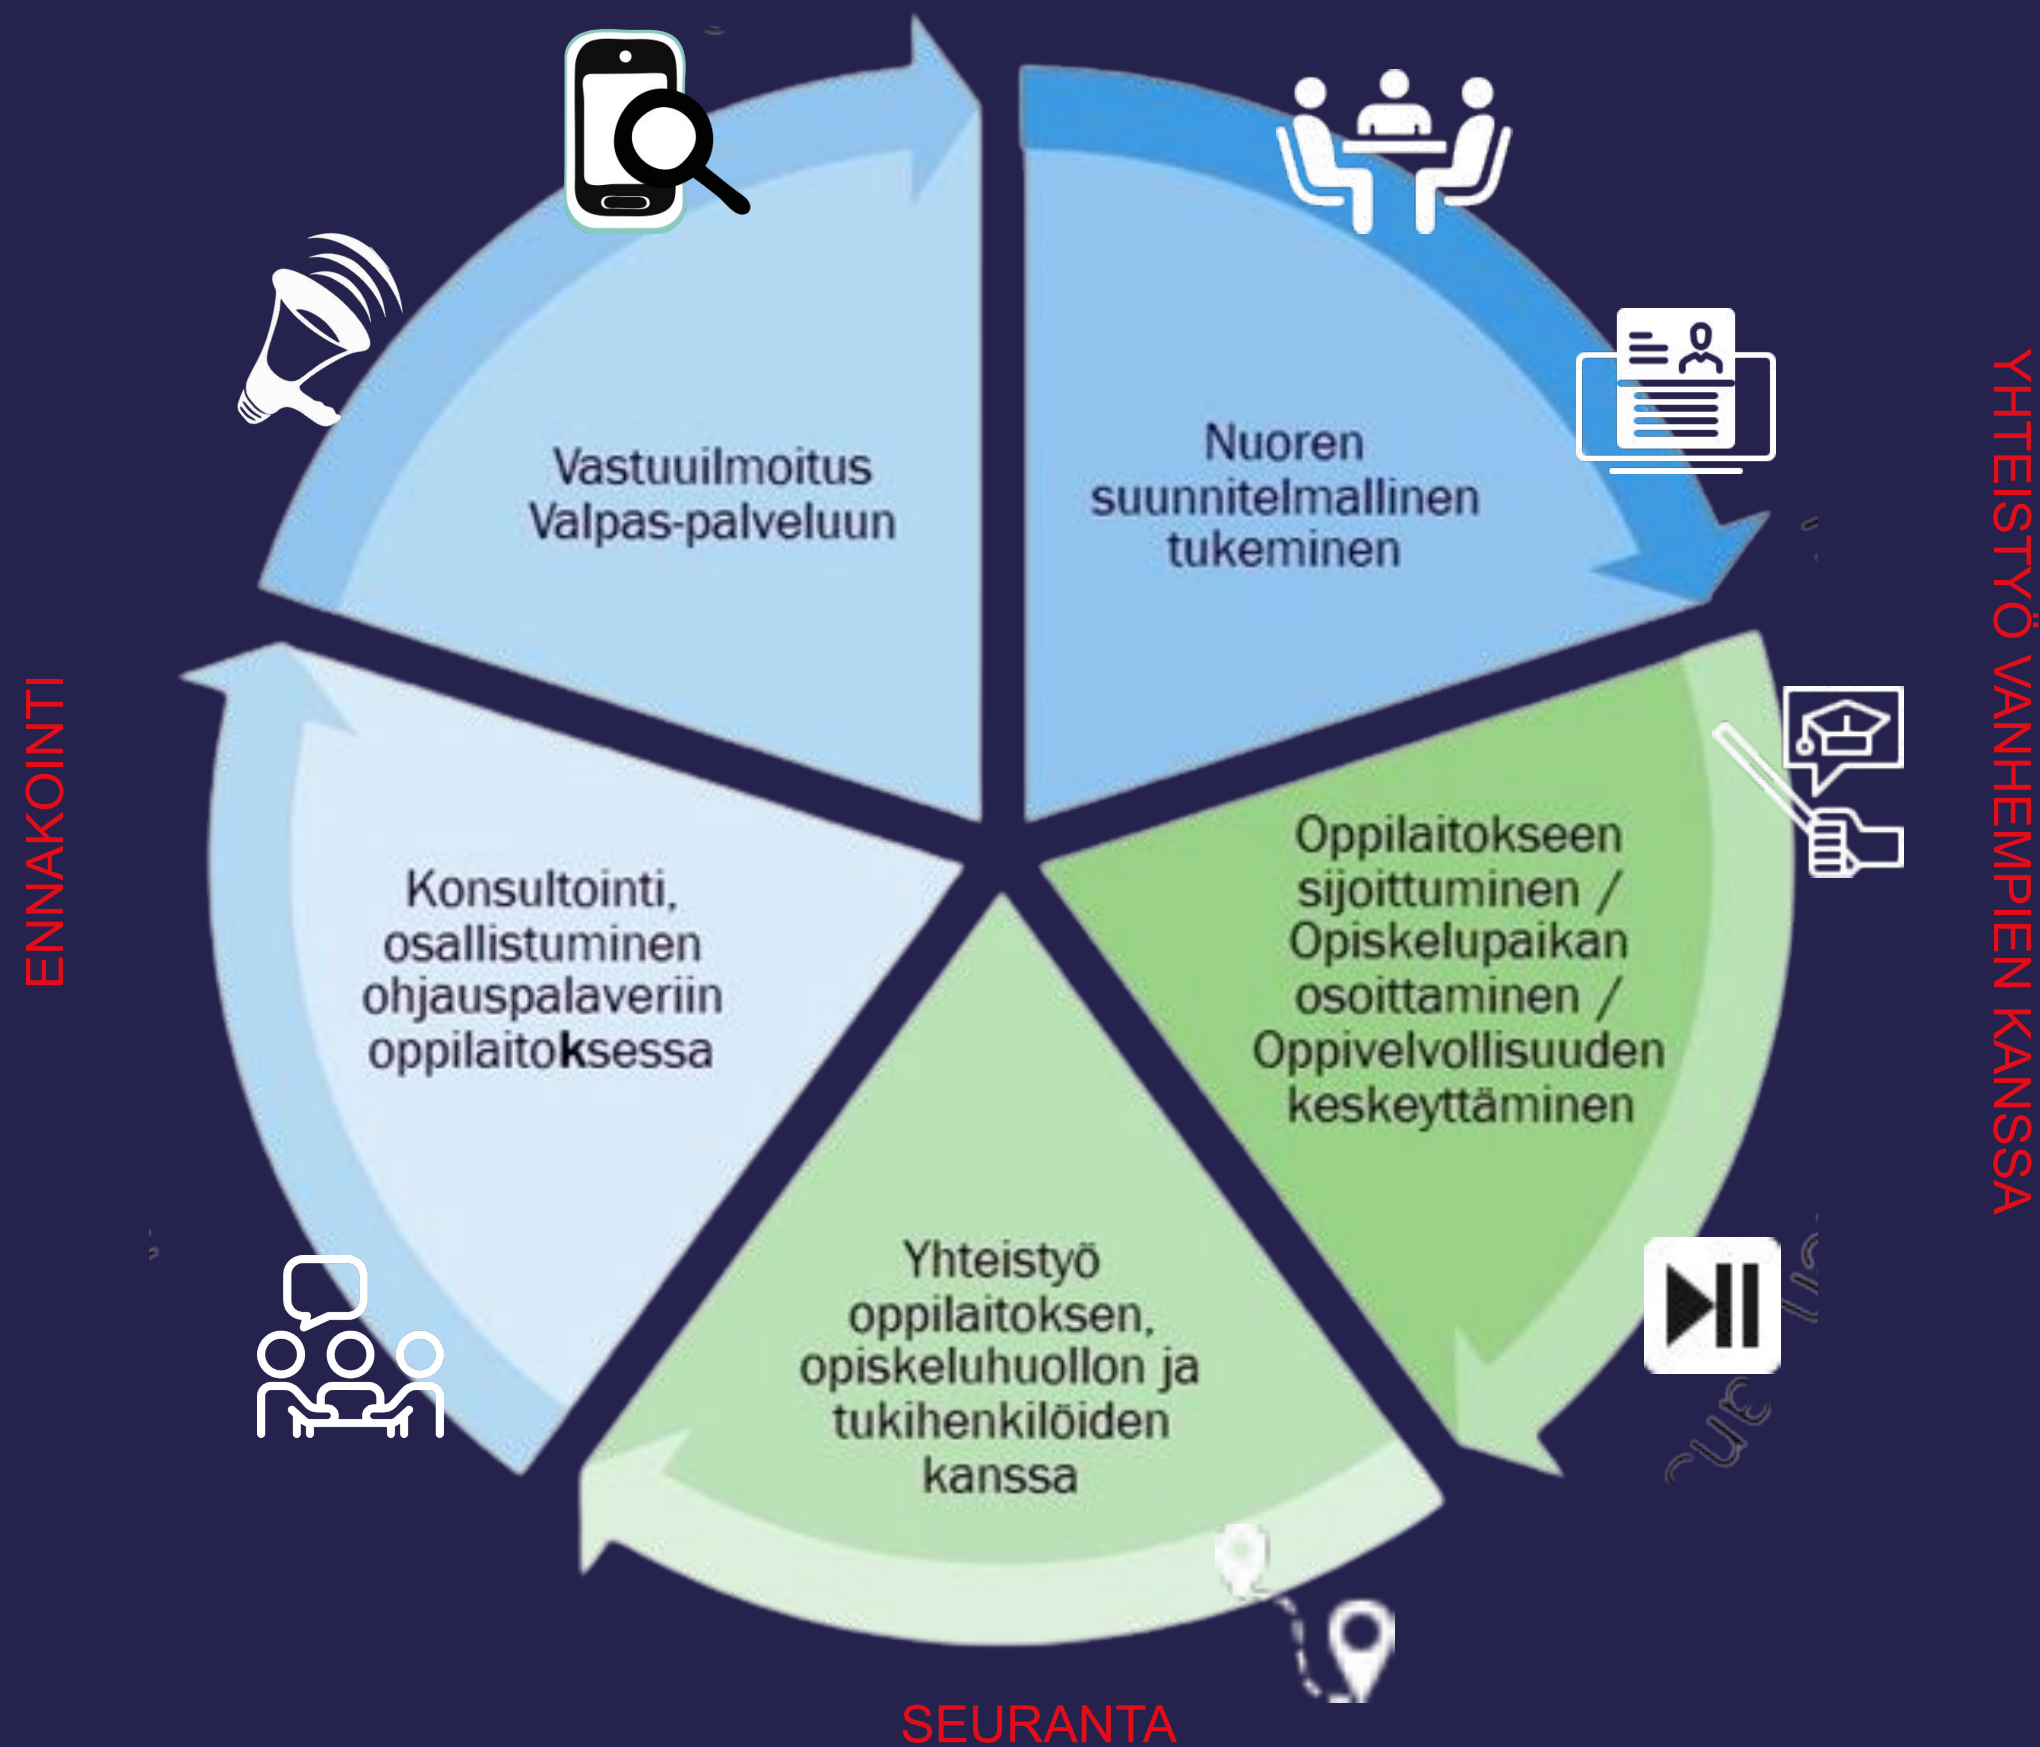 Vastuuilmoitus
Valpas-palveluun
Nuoren
suunnitelmallinen
tukeminen
Oppilaitokseen
sijoittuminen /
Opiskelupaikan
osoittaminen /
Oppivelvollisuuden
keskeyttäminen
Yhteistyö
oppilaitoksen,
opiskeluhuollon ja
tukihenkilöiden
kanssa
Konsultointi,
osallistuminen
ohjauspalaveriin
oppilaitoksessa
ENNAKOINTI
YHTEISTYÖ VANHEMPIEN KANSSA
SEURANTA